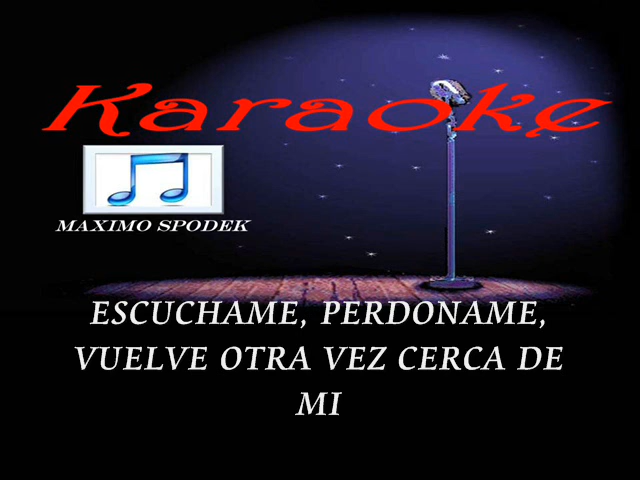 Karaoke
MAXIMO SPODEK
ESCUCHAME, PERDONAME,
VUELVE OTRA VEZ CERCA DE
MI